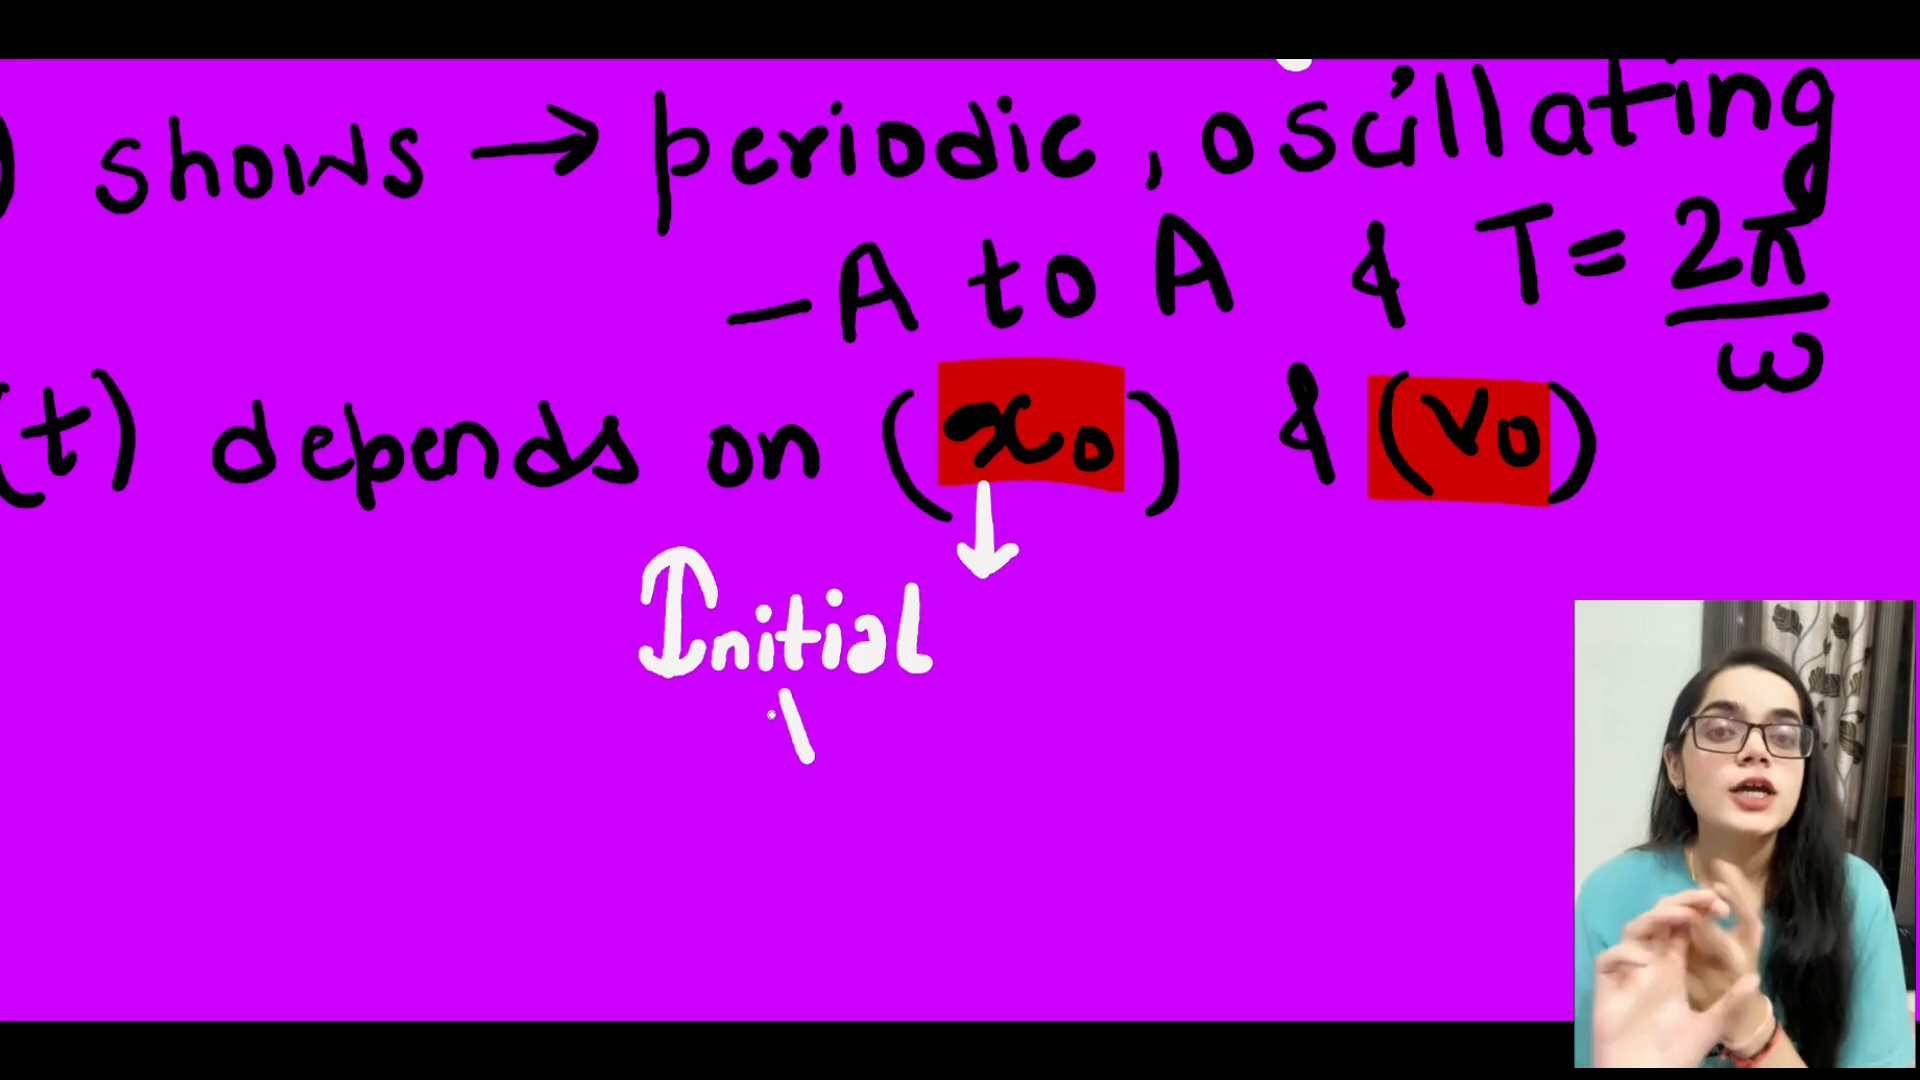 ) shows → periodic, oscillating
-A to A & T = 2π/ω
(t) depends on (x₀) & (v₀)
↓
Initial
\